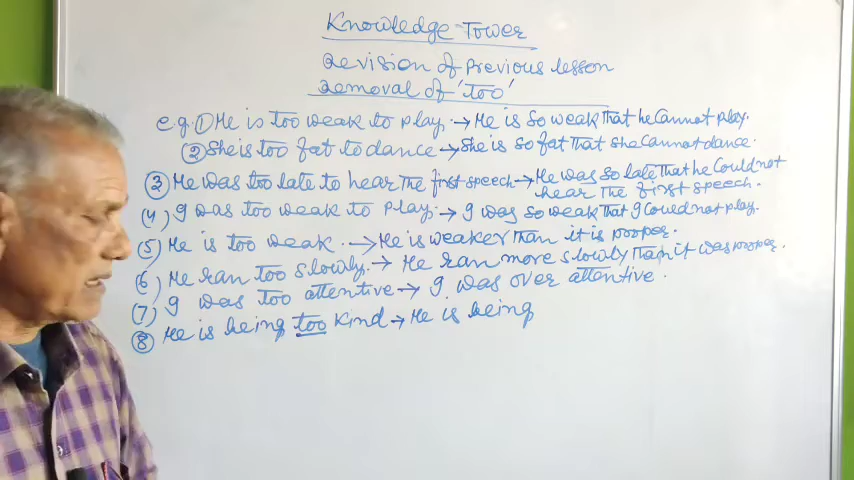 Knowledge-Tower
Revision of Previous lesson
Removal of 'Too'
e.g. 1) He is too weak to play. → He is so weak that he cannot play.
2 She is too fat to dance → She is so fat that she cannot dance.
3 He was too late to hear the first speech → He was so late that he could not
hear the first speech.
(4) I was too weak to play. → I was so weak that I could not play.
(5) He is too weak. → He is weaker than it is proper.
(6) He ran too slowly. → He ran more slowly than it was proper.
(7) I was too attentive → I was over attentive.
8 He is being too kind → He is being